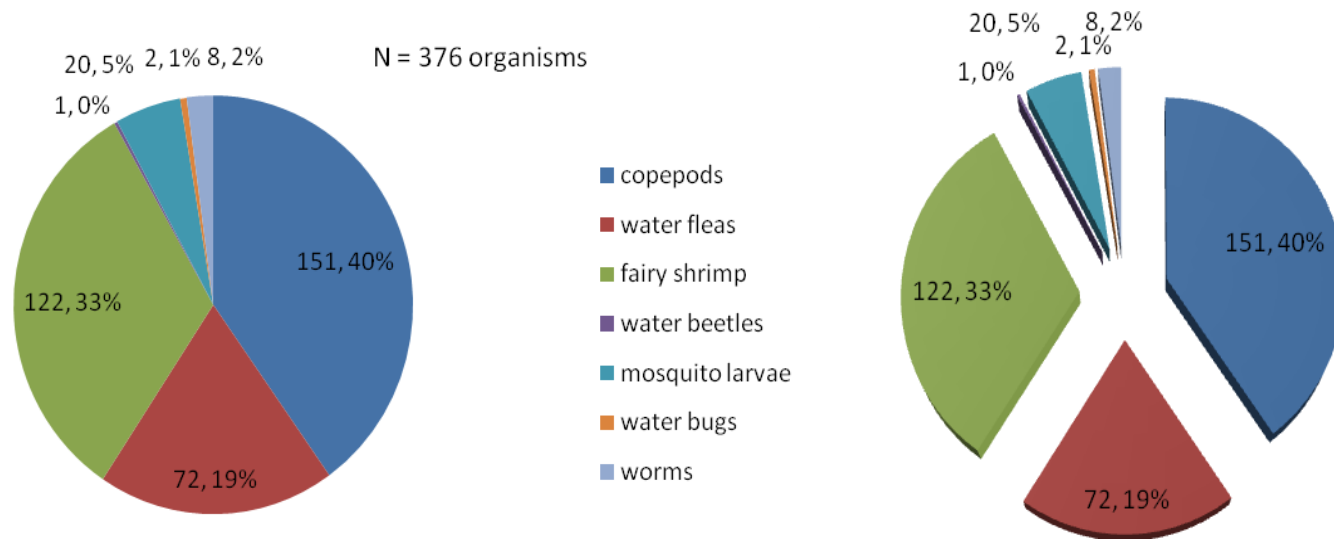 20, 5%
2, 1%
8, 2%
N = 376 organisms
1, 0%
151, 40%
122, 33%
72, 19%
copepods
water fleas
fairy shrimp
water beetles
mosquito larvae
water bugs
worms
20, 5%
8, 2%
2, 1%
1, 0%
151, 40%
122, 33%
72, 19%